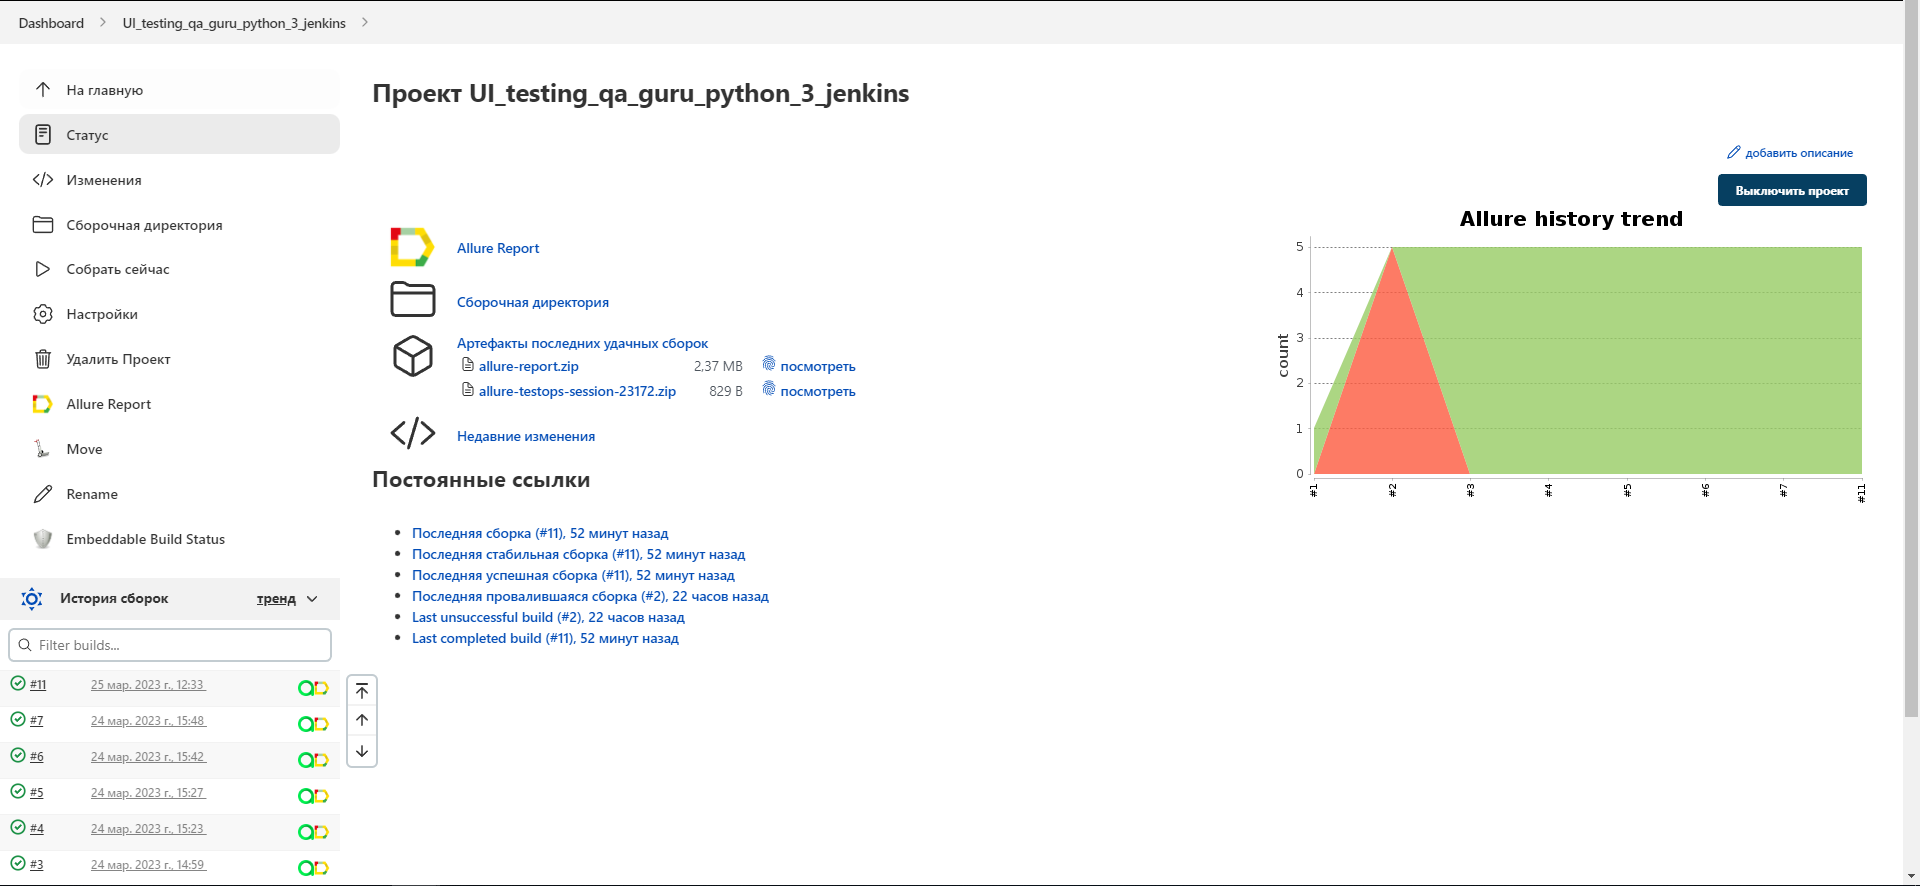 Dashboard
UI_testing_qa_guru_python_3_jenkins
На главную
Статус
Изменения
Сборочная директория
Собрать сейчас
Настройки
Удалить Проект
Allure Report
Move
Rename
Embeddable Build Status
История сборок
тренд
Filter builds...
#11 25 мар. 2023 г., 12:33
#7 24 мар. 2023 г., 15:48
#6 24 мар. 2023 г., 15:42
#5 24 мар. 2023 г., 15:27
#4 24 мар. 2023 г., 15:23
#3 24 мар. 2023 г., 14:59
Проект UI_testing_qa_guru_python_3_jenkins
добавить описание
Выключить проект
Allure Report
Сборочная директория
Артефакты последних удачных сборок
allure-report.zip 2,37 MB посмотреть
allure-testops-session-23172.zip 829 B посмотреть
Недавние изменения
Постоянные ссылки
Последняя сборка (#11), 52 минут назад
Последняя стабильная сборка (#11), 52 минут назад
Последняя успешная сборка (#11), 52 минут назад
Последняя провалившаяся сборка (#2), 22 часов назад
Last unsuccessful build (#2), 22 часов назад
Last completed build (#11), 52 минут назад
Allure history trend
count
5
4
3
2
1
0
#1 #2 #3 #4 #5 #6 #7 #11